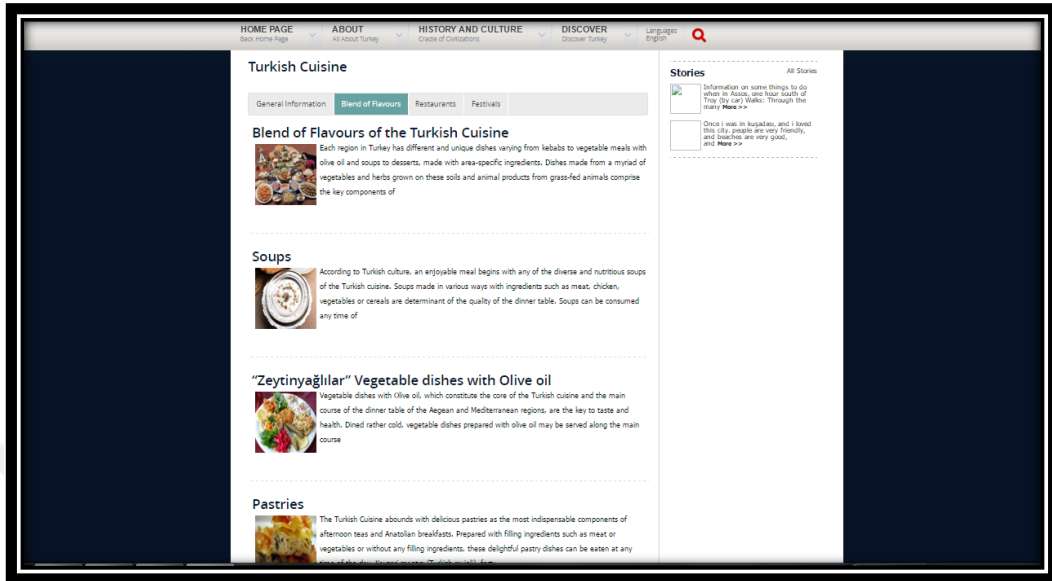 HOME PAGE
Back Home Page
ABOUT
All About Turkey
HISTORY AND CULTURE
Cradle of Civilizations
DISCOVER
Discover Turkey
Languages
English
Turkish Cuisine
General Information
Blend of Flavours
Restaurants
Festivals
Blend of Flavours of the Turkish Cuisine
Each region in Turkey has different and unique dishes varying from kebabs to vegetable meals with
olive oil and soups to desserts, made with area-specific ingredients. Dishes made from a myriad of
vegetables and herbs grown on these soils and animal products from grass-fed animals comprise
the key components of
Soups
According to Turkish culture, an enjoyable meal begins with any of the diverse and nutritious soups
of the Turkish cuisine. Soups made in various ways with ingredients such as meat, chicken,
vegetables or cereals are determinant of the quality of the dinner table. Soups can be consumed
any time of
“Zeytinyağlılar” Vegetable dishes with Olive oil
Vegetable dishes with Olive oil, which constitute the core of the Turkish cuisine and the main
course of the dinner table of the Aegean and Mediterranean regions, are the key to taste and
health. Dined rather cold, vegetable dishes prepared with olive oil may be served along the main
course
Pastries
The Turkish Cuisine abounds with delicious pastries as the most indispensable components of
afternoon teas and Anatolian breakfasts. Prepared with filling ingredients such as meat or
vegetables or without any filling ingredients, these delightful pastry dishes can be eaten at any
Stories
All Stories
Information on some things to do
when in Assos, one hour south of
Troy (by car) Walks: Through the
many More >>
Once i was in kuşadası, and i loved
this city, people are very friendly,
and beaches are very good,
and More >>